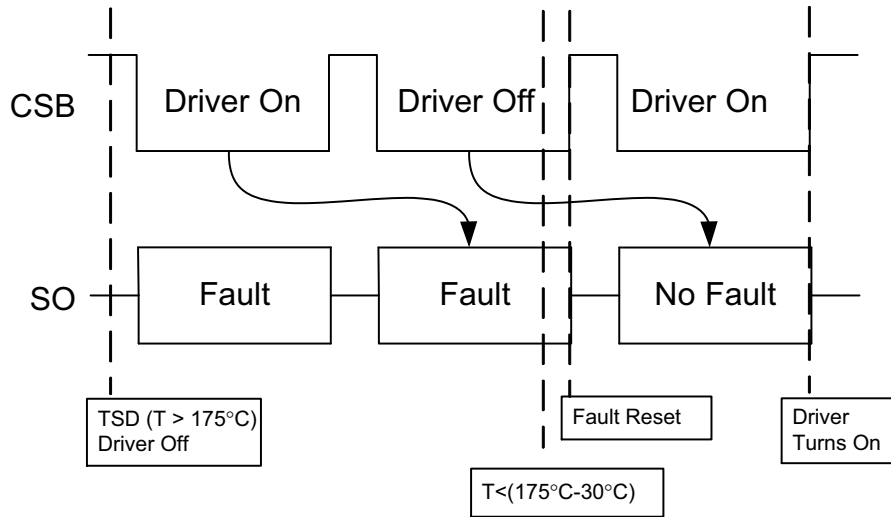 CSB
Driver On
Driver Off
Driver On
SO
Fault
Fault
No Fault
TSD (T > 175°C)
Driver Off
Fault Reset
Driver
Turns On
T<(175°C-30°C)